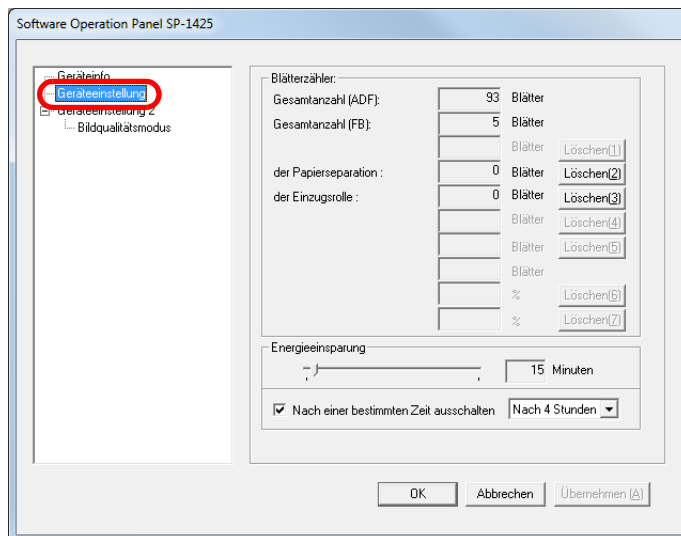 Software Operation Panel SP-1425
Geräteinfo
Geräteeinstellung
Geräteeinstellung 2
Bildqualitätsmodus
Blätterzähler:
Gesamtanzahl (ADF): 93 Blätter
Gesamtanzahl (FB): 5 Blätter
Blätter Löschen(1)
der Papierseparation : 0 Blätter Löschen(2)
der Einzugsrolle : 0 Blätter Löschen(3)
Blätter Löschen(4)
Blätter Löschen(5)
Blätter
% Löschen(6)
% Löschen(7)
Energieeinsparung
15 Minuten
Nach einer bestimmten Zeit ausschalten Nach 4 Stunden
OK Abbrechen Übernehmen (A)